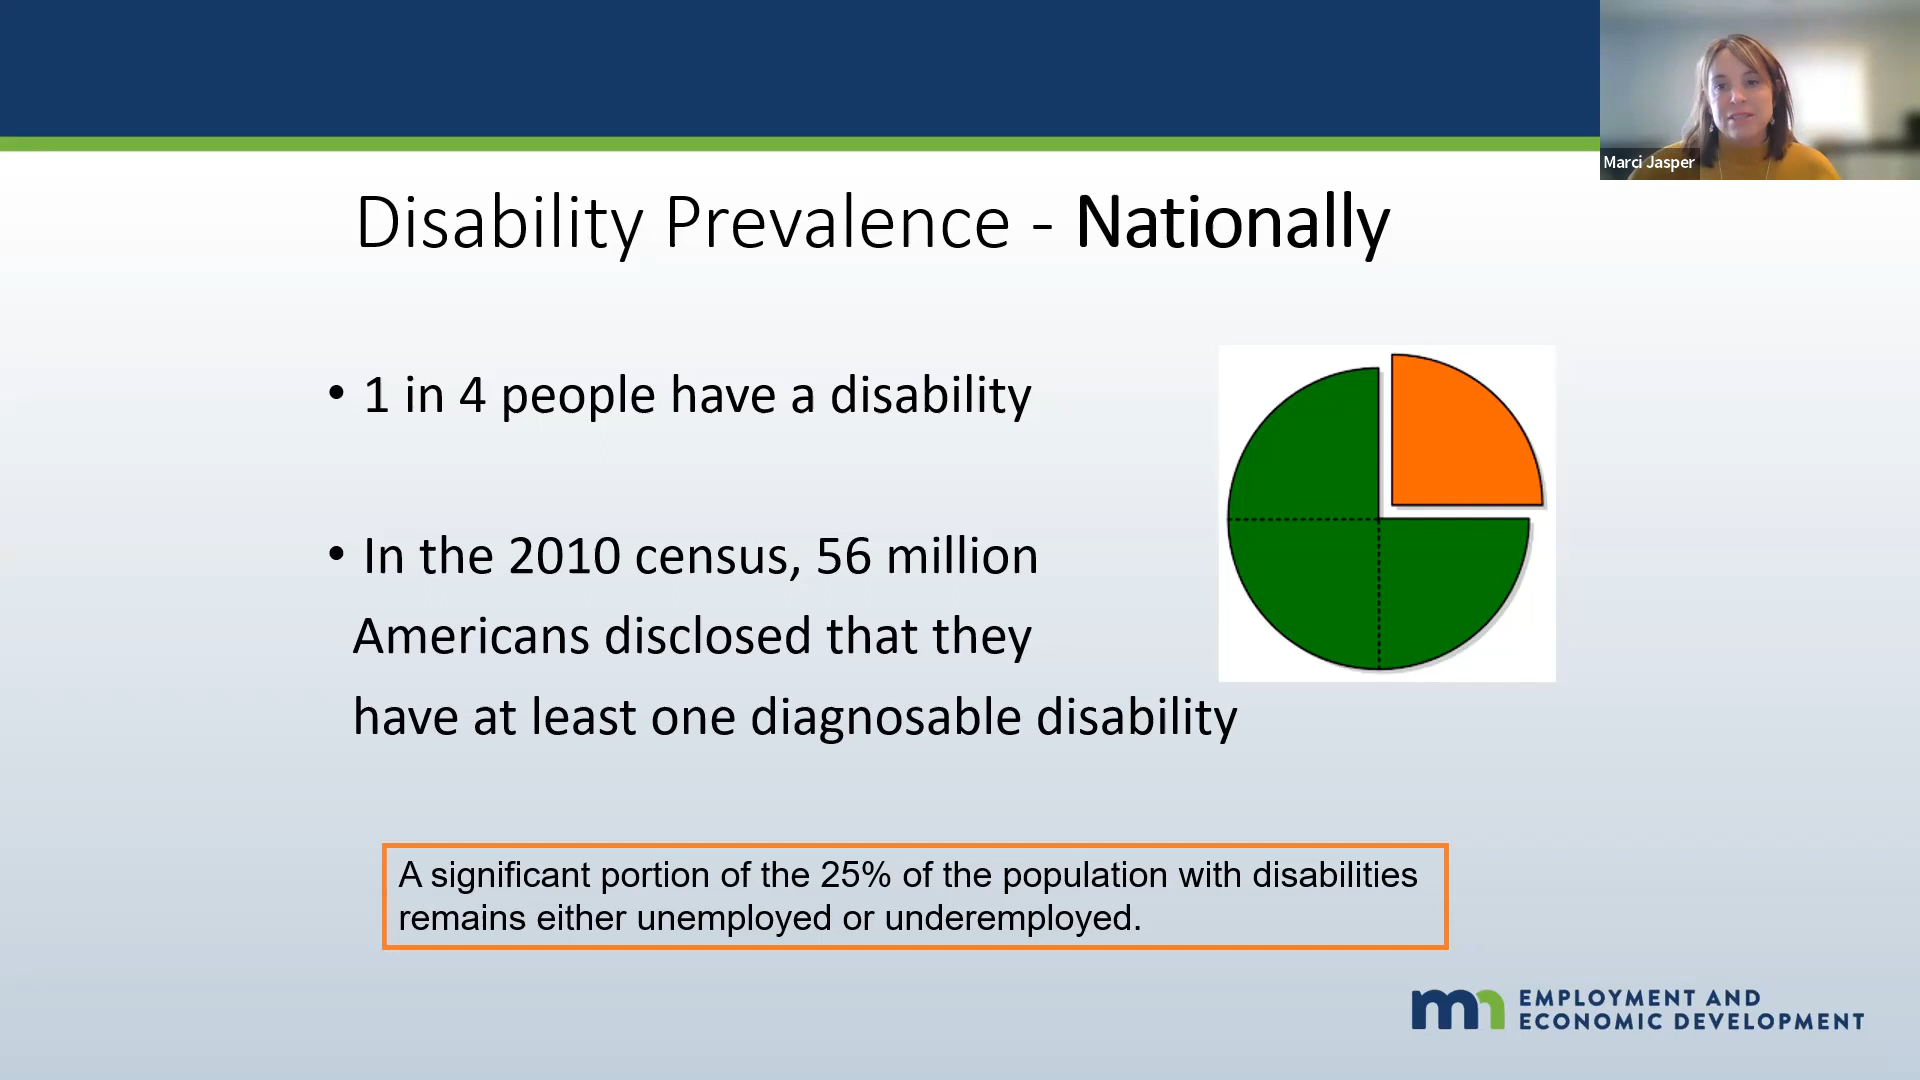 Marci Jasper
Disability Prevalence - Nationally
• 1 in 4 people have a disability
• In the 2010 census, 56 million
Americans disclosed that they
have at least one diagnosable disability
A significant portion of the 25% of the population with disabilities
remains either unemployed or underemployed.
mn EMPLOYMENT AND
ECONOMIC DEVELOPMENT